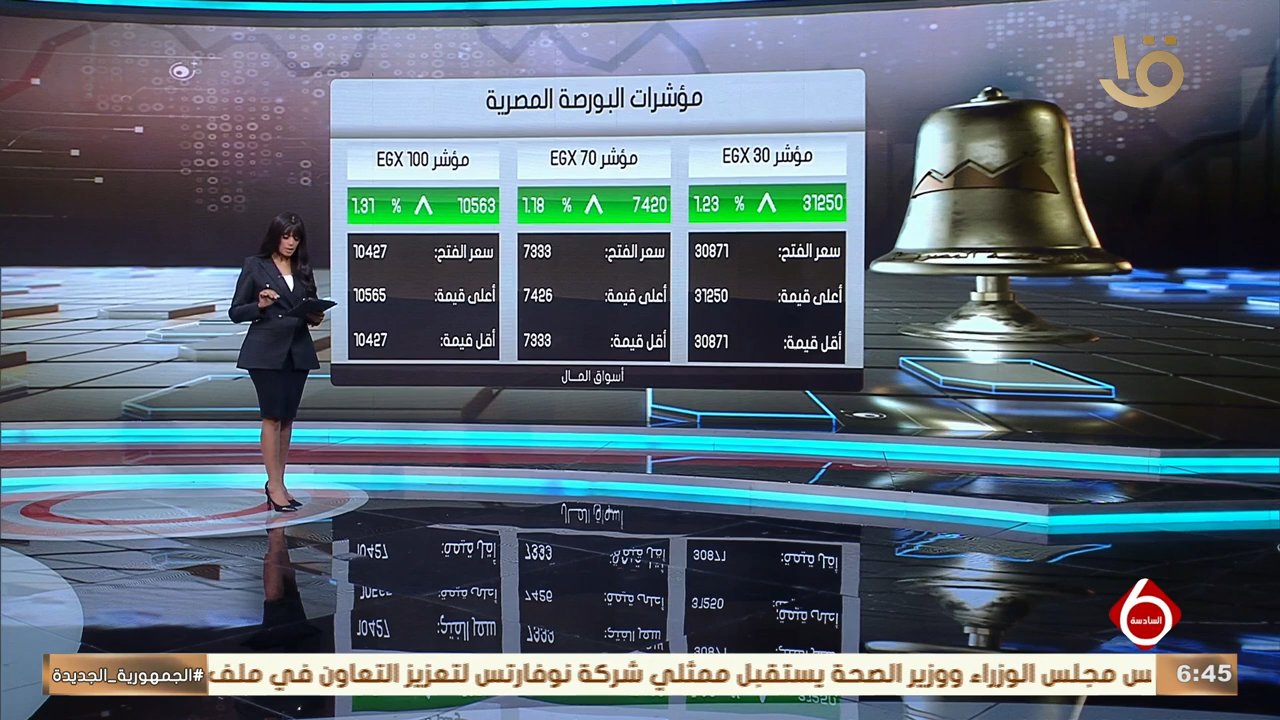 مؤشرات البورصة المصرية
مؤشر EGX 30
31250 % 1.23
سعر الفتح: 30871
أعلى قيمة: 31250
أقل قيمة: 30871
مؤشر EGX 70
7420 % 1.18
سعر الفتح: 7333
أعلى قيمة: 7426
أقل قيمة: 7333
مؤشر EGX 100
10563 % 1.31
سعر الفتح: 10427
أعلى قيمة: 10565
أقل قيمة: 10427
أسواق المــال
السادسة
6:45
س مجلس الوزراء ووزير الصحة يستقبل ممثلي شركة نوفارتس لتعزيز التعاون في ملف
#الجمهورية_الجديدة